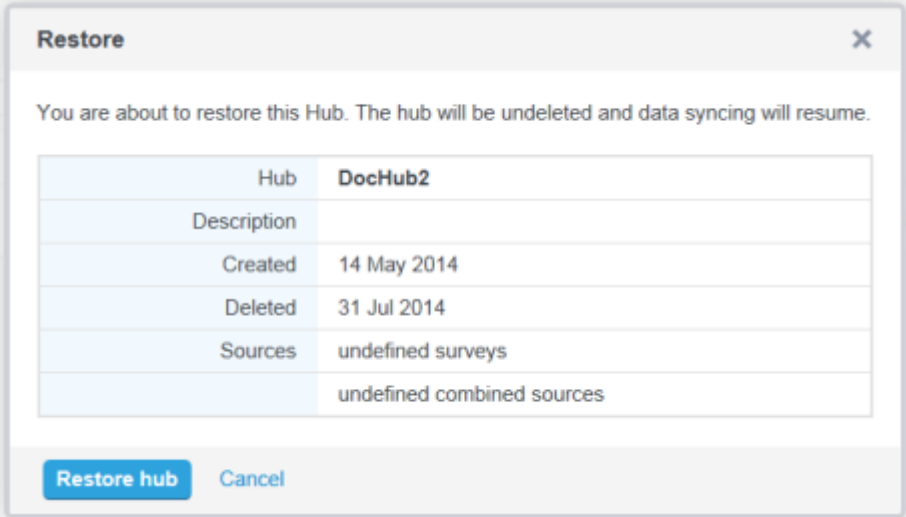 Restore
You are about to restore this Hub. The hub will be undeleted and data syncing will resume.
Hub DocHub2
Description
Created 14 May 2014
Deleted 31 Jul 2014
Sources undefined surveys
undefined combined sources
Restore hub Cancel